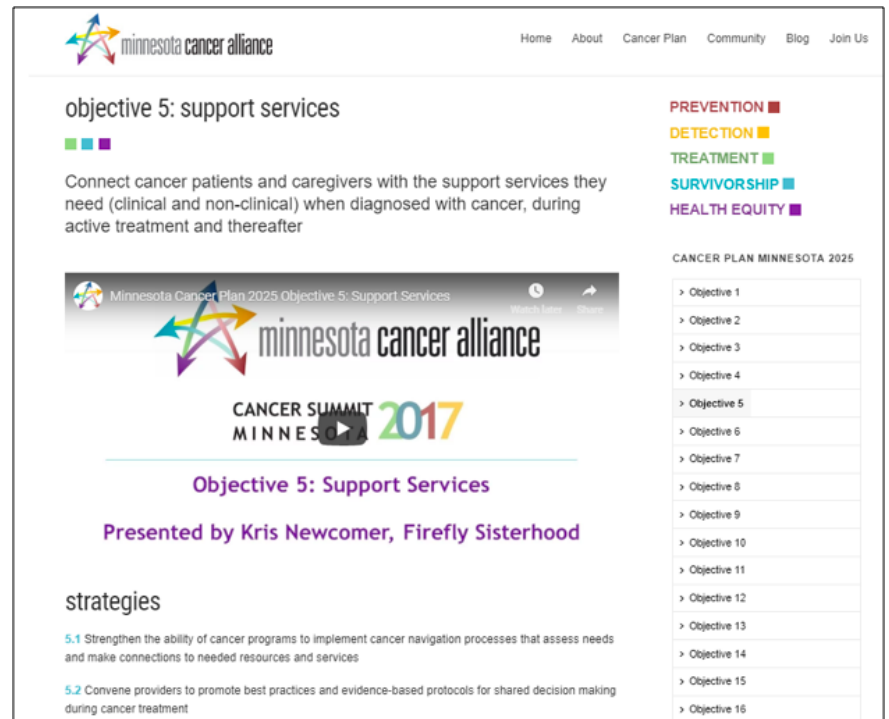 minnesota cancer alliance
Home About Cancer Plan Community Blog Join Us
objective 5: support services
Connect cancer patients and caregivers with the support services they
need (clinical and non-clinical) when diagnosed with cancer, during
active treatment and thereafter
Minnesota Cancer Plan 2025 Objective 5: Support Services
Watch later Share
minnesota cancer alliance
CANCER SUMMIT
MINNESOTA 2017
Objective 5: Support Services
Presented by Kris Newcomer, Firefly Sisterhood
strategies
5.1 Strengthen the ability of cancer programs to implement cancer navigation processes that assess needs
and make connections to needed resources and services
5.2 Convene providers to promote best practices and evidence-based protocols for shared decision making
during cancer treatment
PREVENTION
DETECTION
TREATMENT
SURVIVORSHIP
HEALTH EQUITY
CANCER PLAN MINNESOTA 2025
> Objective 1
> Objective 2
> Objective 3
> Objective 4
> Objective 5
> Objective 6
> Objective 7
> Objective 8
> Objective 9
> Objective 10
> Objective 11
> Objective 12
> Objective 13
> Objective 14
> Objective 15
> Objective 16